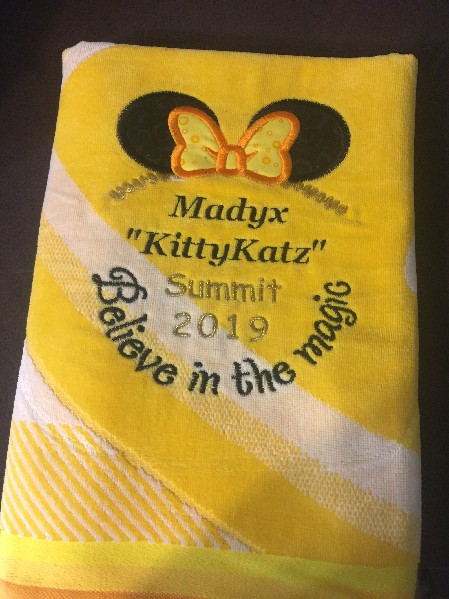 Madyx
"KittyKatz"
Summit
2019
Believe in the magic